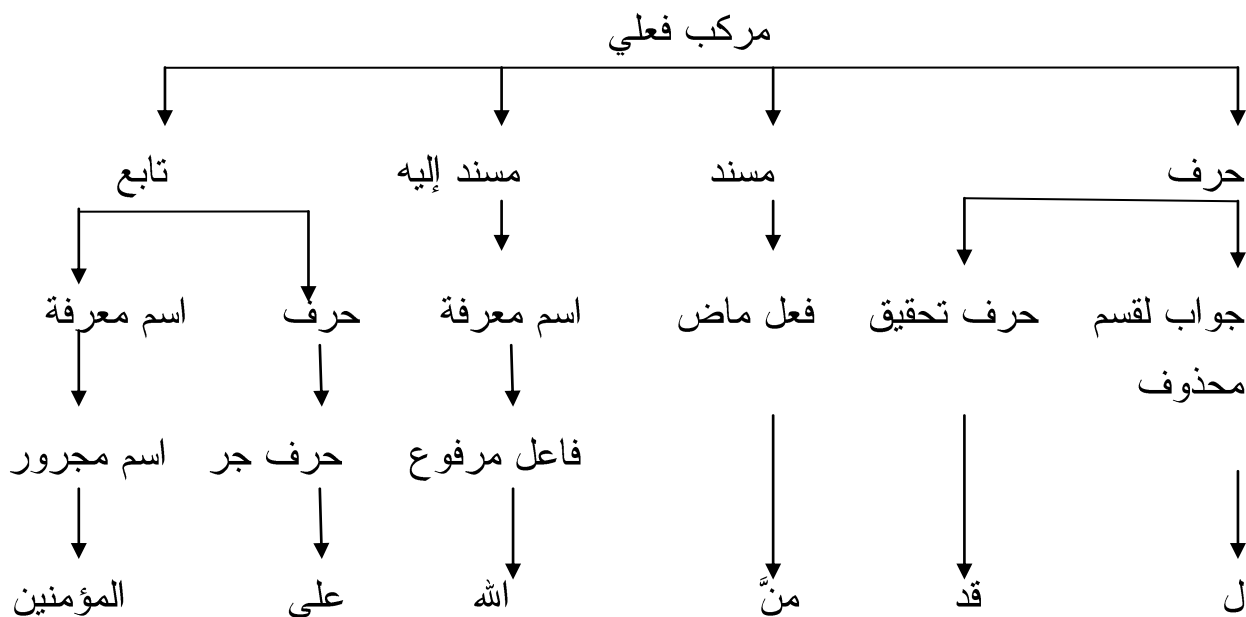 مركب فعلي
حرف مسند مسند إليه تابع
جواب لقسم حرف تحقيق فعل ماض اسم معرفة حرف اسم معرفة
محذوف
فاعل مرفوع حرف جر اسم مجرور
ل قد منَّ الله على المؤمنين